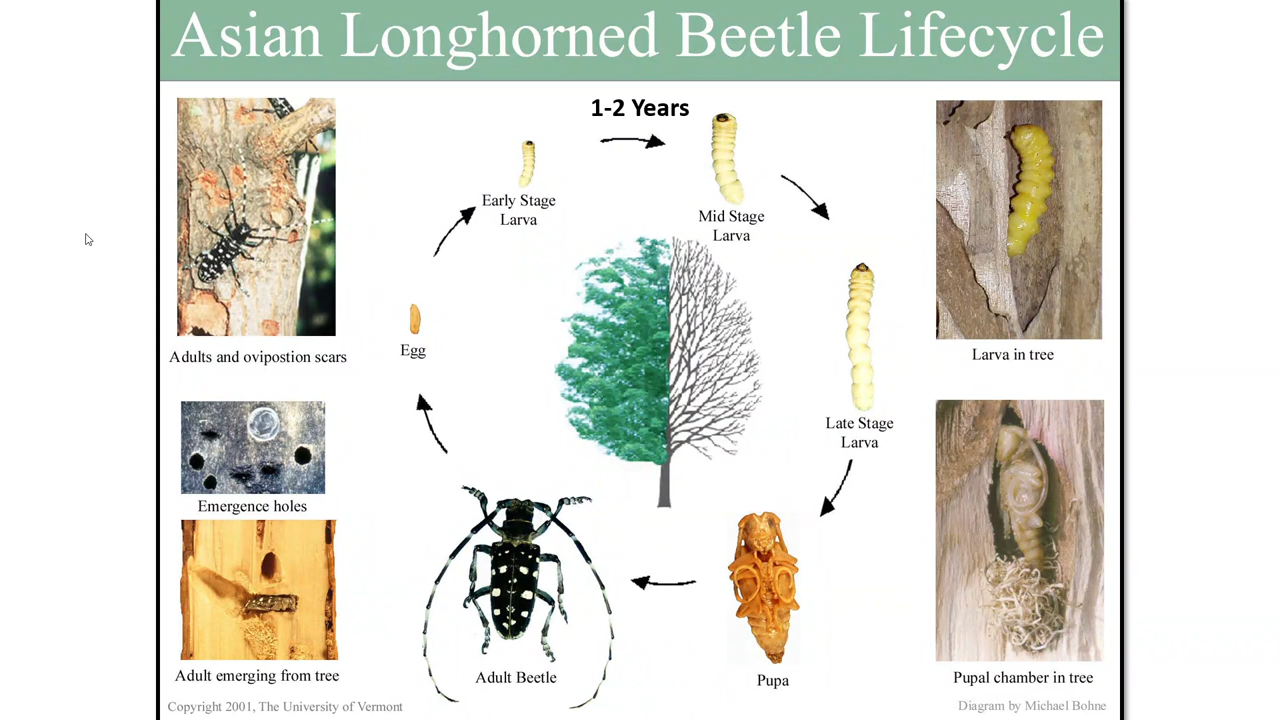 Asian Longhorned Beetle Lifecycle
1-2 Years
Early Stage
Larva
Mid Stage
Larva
Egg
Adults and ovipostion scars
Larva in tree
Late Stage
Larva
Emergence holes
Adult emerging from tree
Adult Beetle
Pupa
Pupal chamber in tree
Copyright 2001, The University of Vermont
Diagram by Michael Bohne